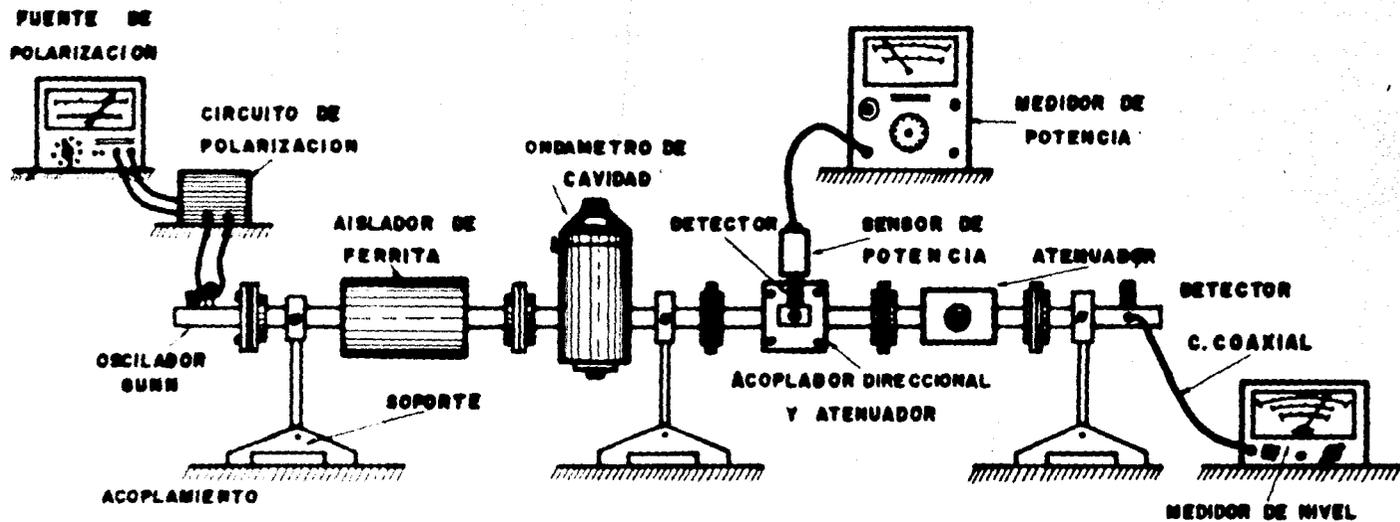 FUENTE DE
POLARIZACION
CIRCUITO DE
POLARIZACION
AISLADOR DE
FERRITA
ONDAMETRO DE
CAVIDAD
DETECTOR
SENSOR DE
POTENCIA
MEDIDOR DE
POTENCIA
ATENUADOR
DETECTOR
C. COAXIAL
OSCILADOR
GUNN
SOPORTE
ACOPLADOR DIRECCIONAL
Y ATENUADOR
ACOPLAMIENTO
MEDIDOR DE NIVEL